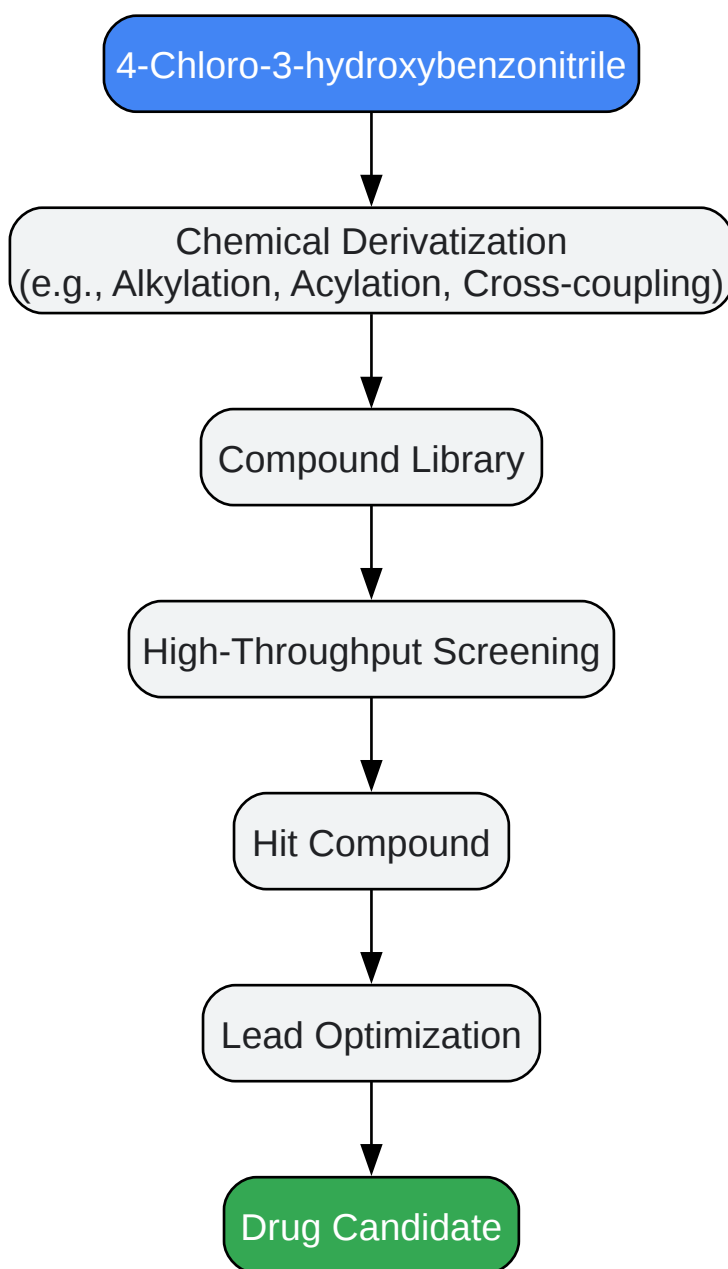 4-Chloro-3-hydroxybenzonitrile
Chemical Derivatization
(e.g., Alkylation, Acylation, Cross-coupling)
Compound Library
High-Throughput Screening
Hit Compound
Lead Optimization
Drug Candidate